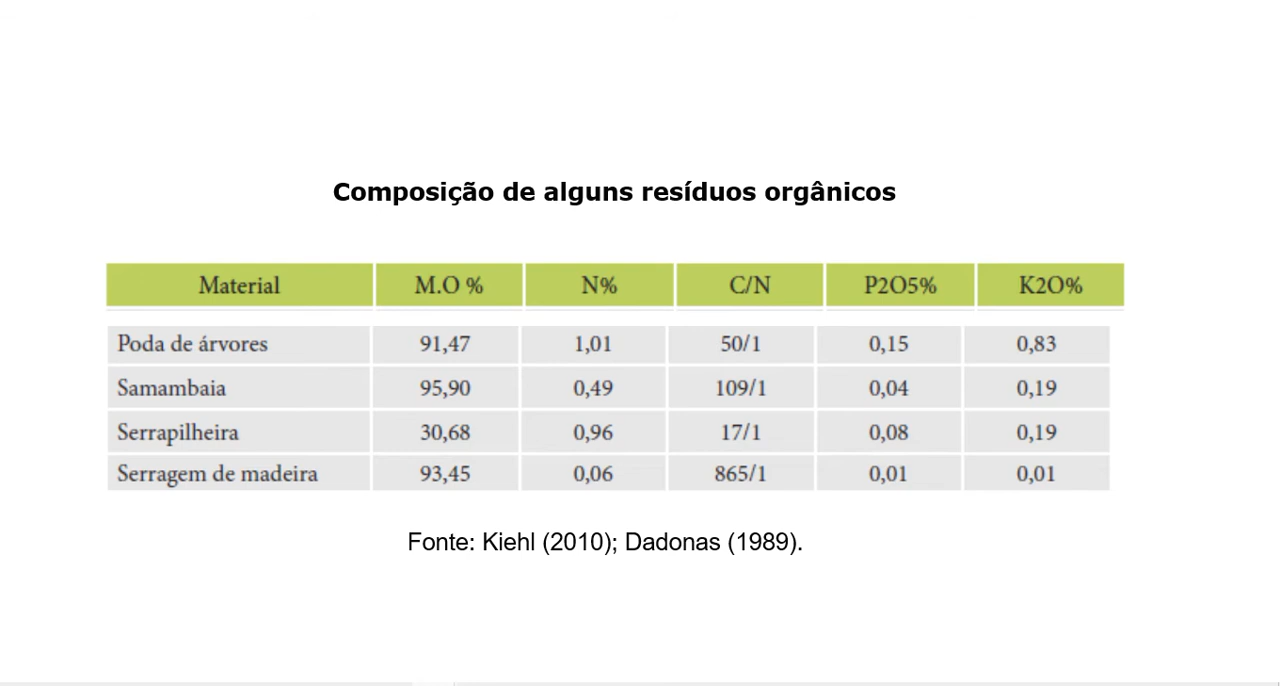 Composição de alguns resíduos orgânicos
Material M.O % N% C/N P2O5% K2O%
Poda de árvores 91,47 1,01 50/1 0,15 0,83
Samambaia 95,90 0,49 109/1 0,04 0,19
Serrapilheira 30,68 0,96 17/1 0,08 0,19
Serragem de madeira 93,45 0,06 865/1 0,01 0,01
Fonte: Kiehl (2010); Dadonas (1989).